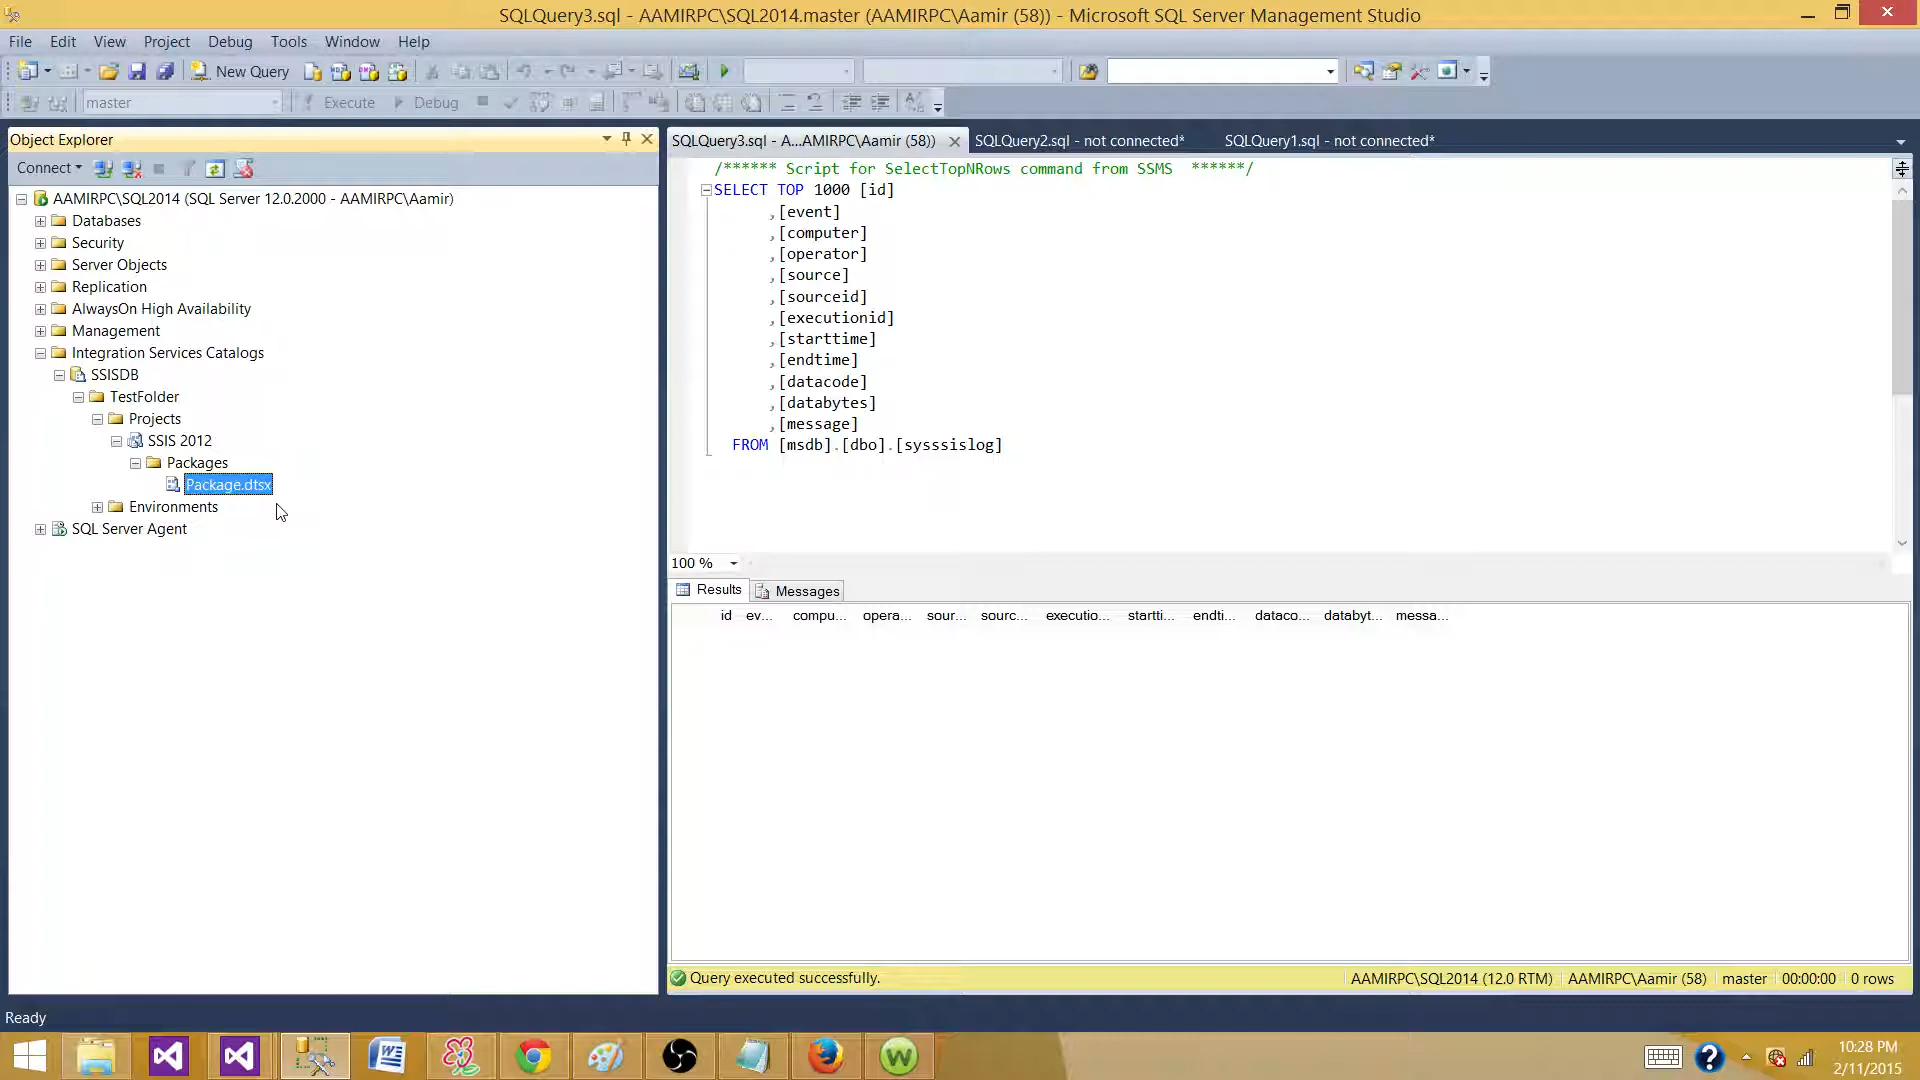 SQLQuery3.sql - AAMIRPC\SQL2014.master (AAMIRPC\Aamir (58)) - Microsoft SQL Server Management Studio
File Edit View Project Debug Tools Window Help
New Query
master Execute Debug
Object Explorer
Connect
AAMIRPC\SQL2014 (SQL Server 12.0.2000 - AAMIRPC\Aamir)
Databases
Security
Server Objects
Replication
AlwaysOn High Availability
Management
Integration Services Catalogs
SSISDB
TestFolder
Projects
SSIS 2012
Packages
Package.dtsx
Environments
SQL Server Agent
SQLQuery3.sql - A...AMIRPC\Aamir (58)) SQLQuery2.sql - not connected* SQLQuery1.sql - not connected*
/****** Script for SelectTopNRows command from SSMS ******/
SELECT TOP 1000 [id]
,[event]
,[computer]
,[operator]
,[source]
,[sourceid]
,[executionid]
,[starttime]
,[endtime]
,[datacode]
,[databytes]
,[message]
FROM [msdb].[dbo].[sysssislog]
100 %
Results Messages
id ev... compu... opera... sour... sourc... executio... startti... endti... dataco... databyt... messa...
Query executed successfully. AAMIRPC\SQL2014 (12.0 RTM) AAMIRPC\Aamir (58) master 00:00:00 0 rows
Ready
10:28 PM
2/11/2015